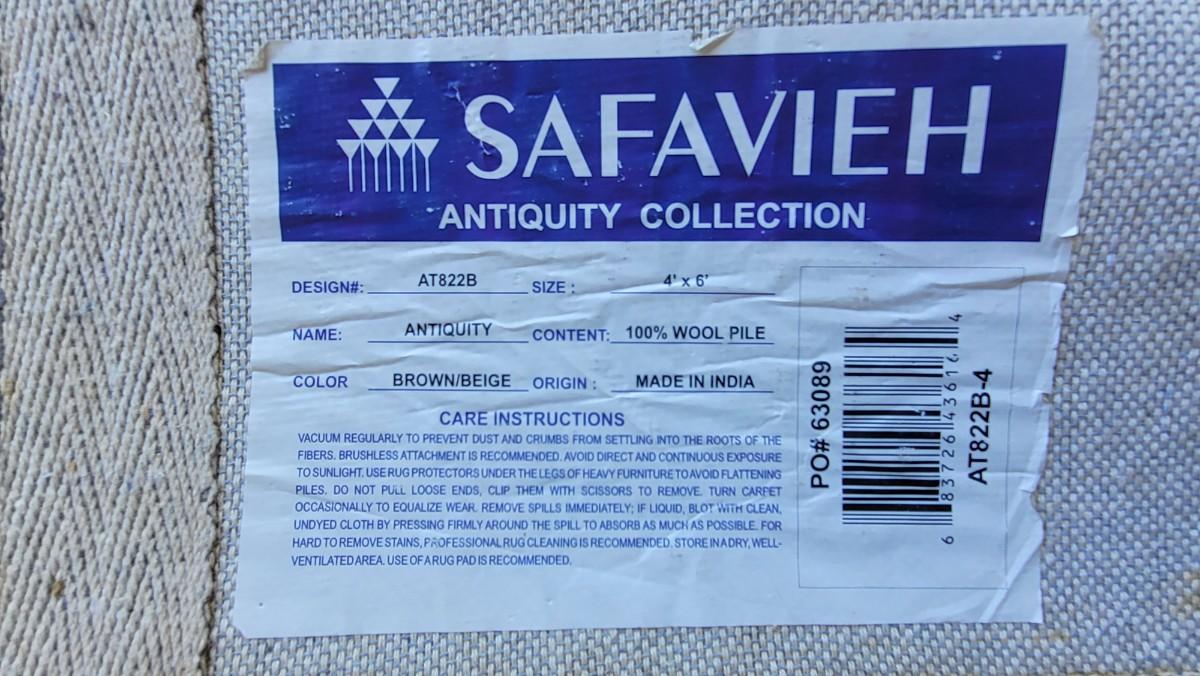 SAFAVIEH
ANTIQUITY COLLECTION
DESIGN#: AT822B SIZE : 4' x 6'
NAME: ANTIQUITY CONTENT: 100% WOOL PILE
COLOR BROWN/BEIGE ORIGIN : MADE IN INDIA
CARE INSTRUCTIONS
VACUUM REGULARLY TO PREVENT DUST AND CRUMBS FROM SETTLING INTO THE ROOTS OF THE
FIBERS. BRUSHLESS ATTACHMENT IS RECOMMENDED. AVOID DIRECT AND CONTINUOUS EXPOSURE
TO SUNLIGHT. USE RUG PROTECTORS UNDER THE LEGS OF HEAVY FURNITURE TO AVOID FLATTENING
PILES. DO NOT PULL LOOSE ENDS, CLIP THEM WITH SCISSORS TO REMOVE. TURN CARPET
OCCASIONALLY TO EQUALIZE WEAR. REMOVE SPILLS IMMEDIATELY; IF LIQUID, BLOT WITH CLEAN,
UNDYED CLOTH BY PRESSING FIRMLY AROUND THE SPILL TO ABSORB AS MUCH AS POSSIBLE. FOR
HARD TO REMOVE STAINS, PROFESSIONAL RUG CLEANING IS RECOMMENDED. STORE IN A DRY, WELL-
VENTILATED AREA. USE OF A RUG PAD IS RECOMMENDED.
PO# 63089
6 83726 43616 4
AT822B-4